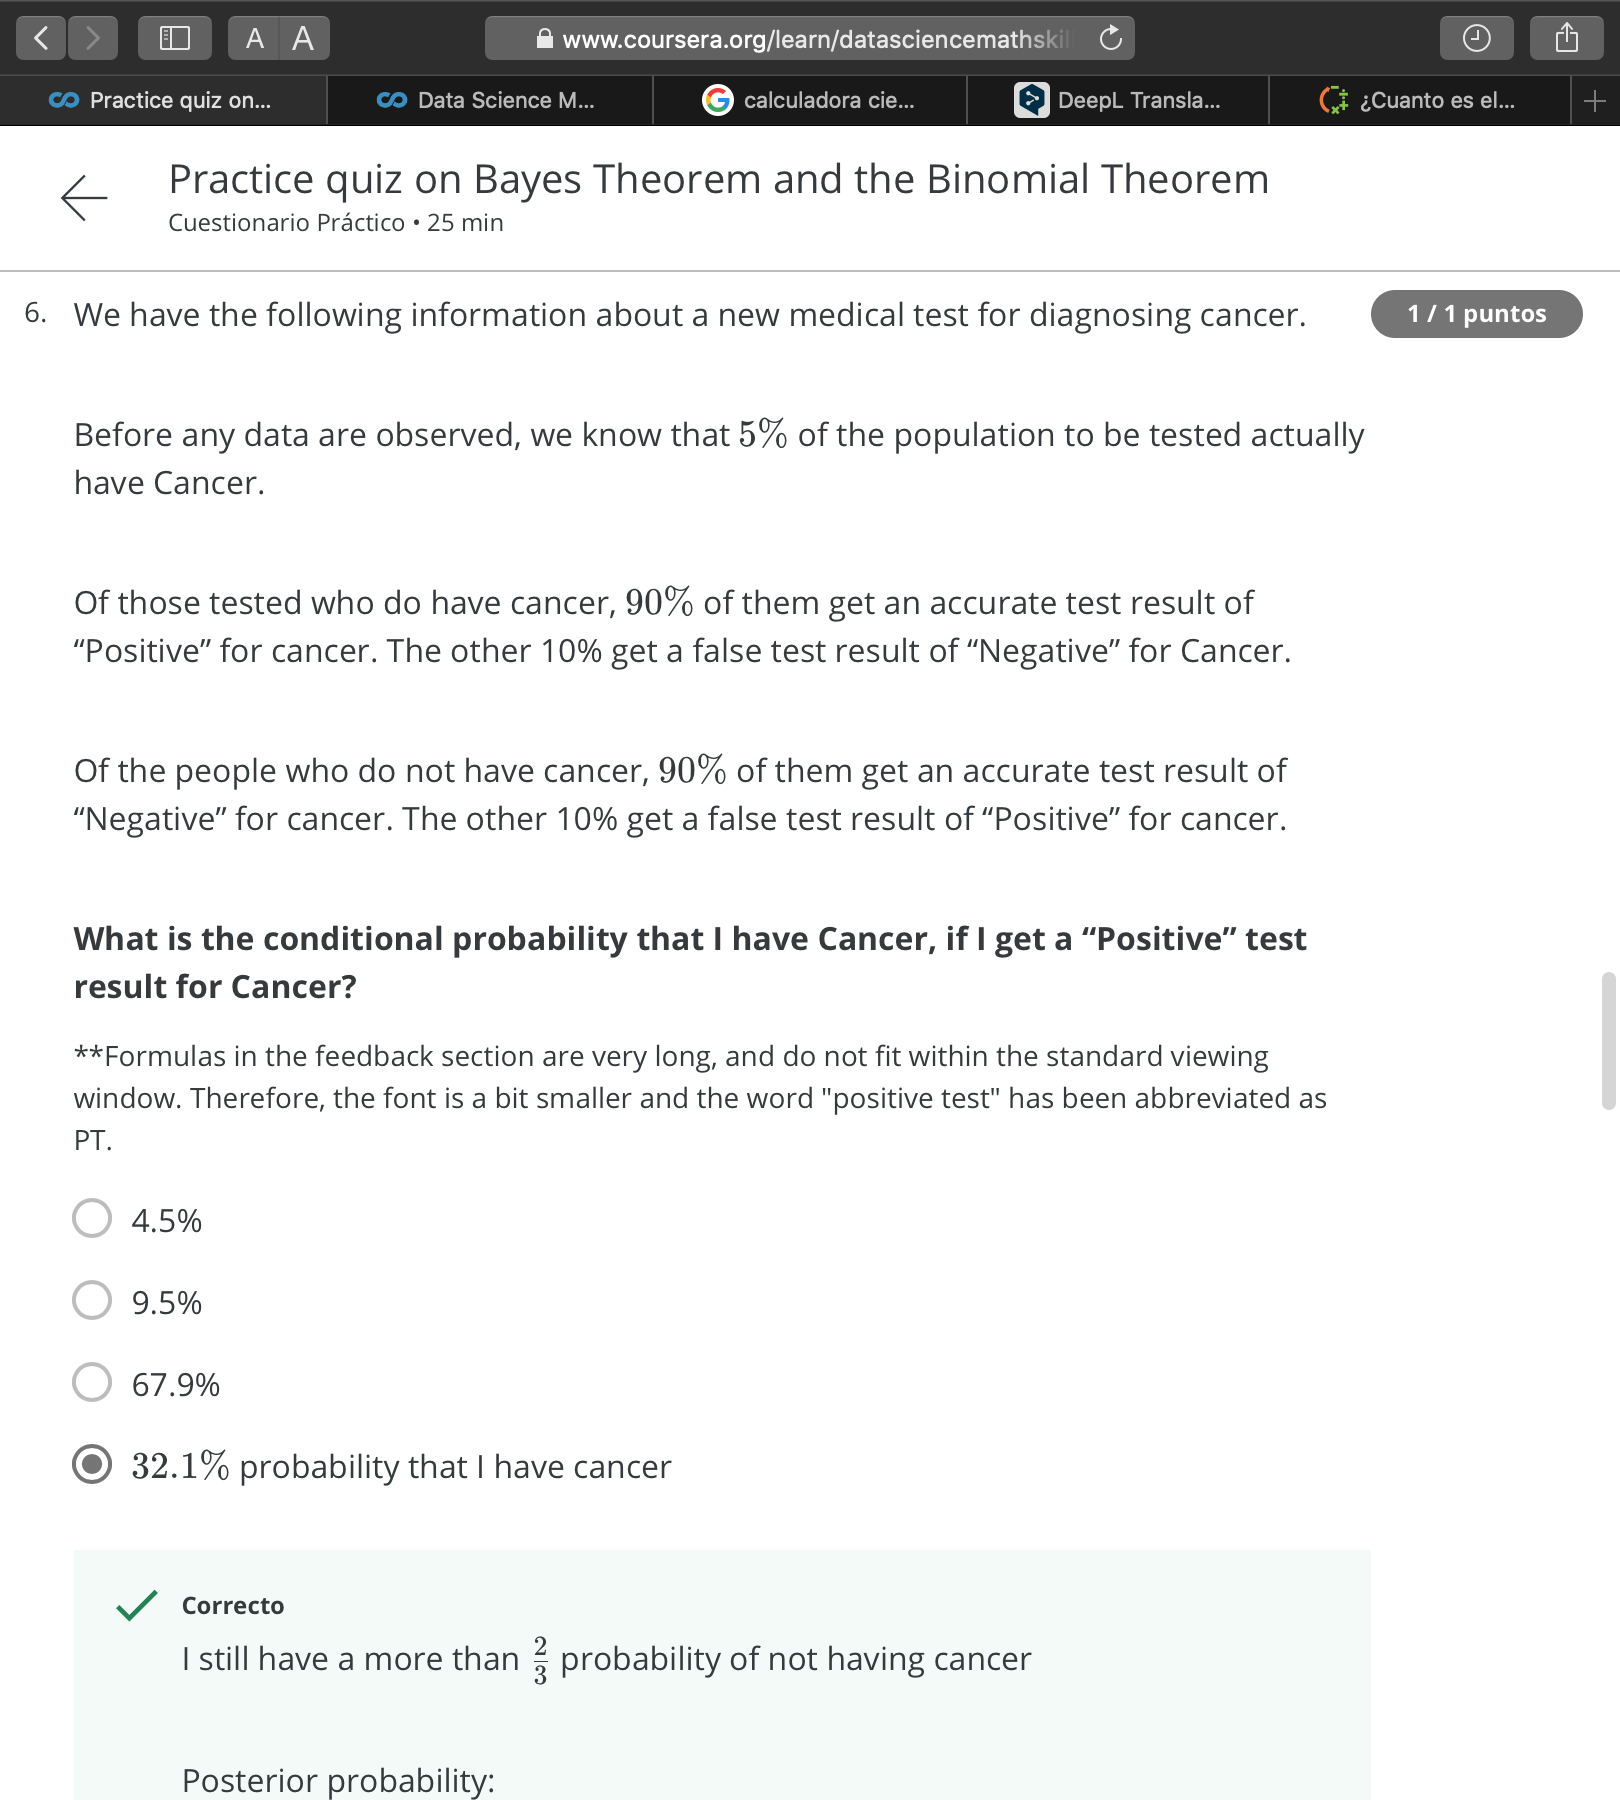 A A
www.coursera.org/learn/datasciencemathskil
Practice quiz on...
Data Science M...
calculadora cie...
DeepL Transla...
¿Cuanto es el...
Practice quiz on Bayes Theorem and the Binomial Theorem
Cuestionario Práctico • 25 min
6. We have the following information about a new medical test for diagnosing cancer.
1 / 1 puntos
Before any data are observed, we know that 5% of the population to be tested actually
have Cancer.
Of those tested who do have cancer, 90% of them get an accurate test result of
“Positive” for cancer. The other 10% get a false test result of “Negative” for Cancer.
Of the people who do not have cancer, 90% of them get an accurate test result of
“Negative” for cancer. The other 10% get a false test result of “Positive” for cancer.
What is the conditional probability that I have Cancer, if I get a “Positive” test
result for Cancer?
**Formulas in the feedback section are very long, and do not fit within the standard viewing
window. Therefore, the font is a bit smaller and the word "positive test" has been abbreviated as
PT.
4.5%
9.5%
67.9%
32.1% probability that I have cancer
Correcto
I still have a more than 2/3 probability of not having cancer
Posterior probability: